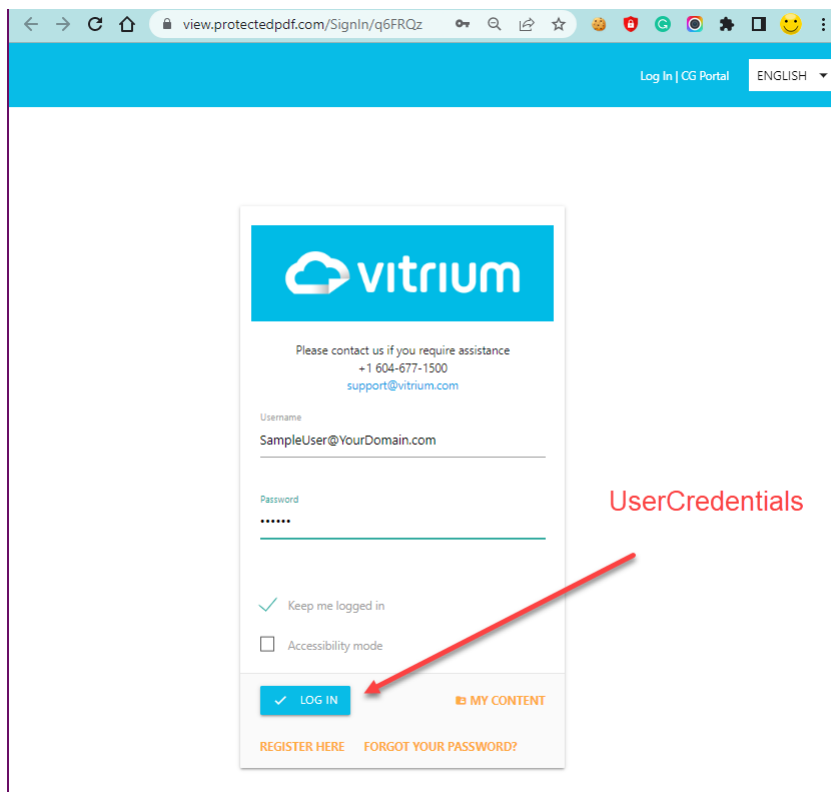 view.protectedpdf.com/SignIn/q6FRQz
Log In | CG Portal
ENGLISH
vitrium
Please contact us if you require assistance
+1 604-677-1500
support@vitrium.com
Username
SampleUser@YourDomain.com
Password
••••••
UserCredentials
Keep me logged in
Accessibility mode
LOG IN
MY CONTENT
REGISTER HERE FORGOT YOUR PASSWORD?